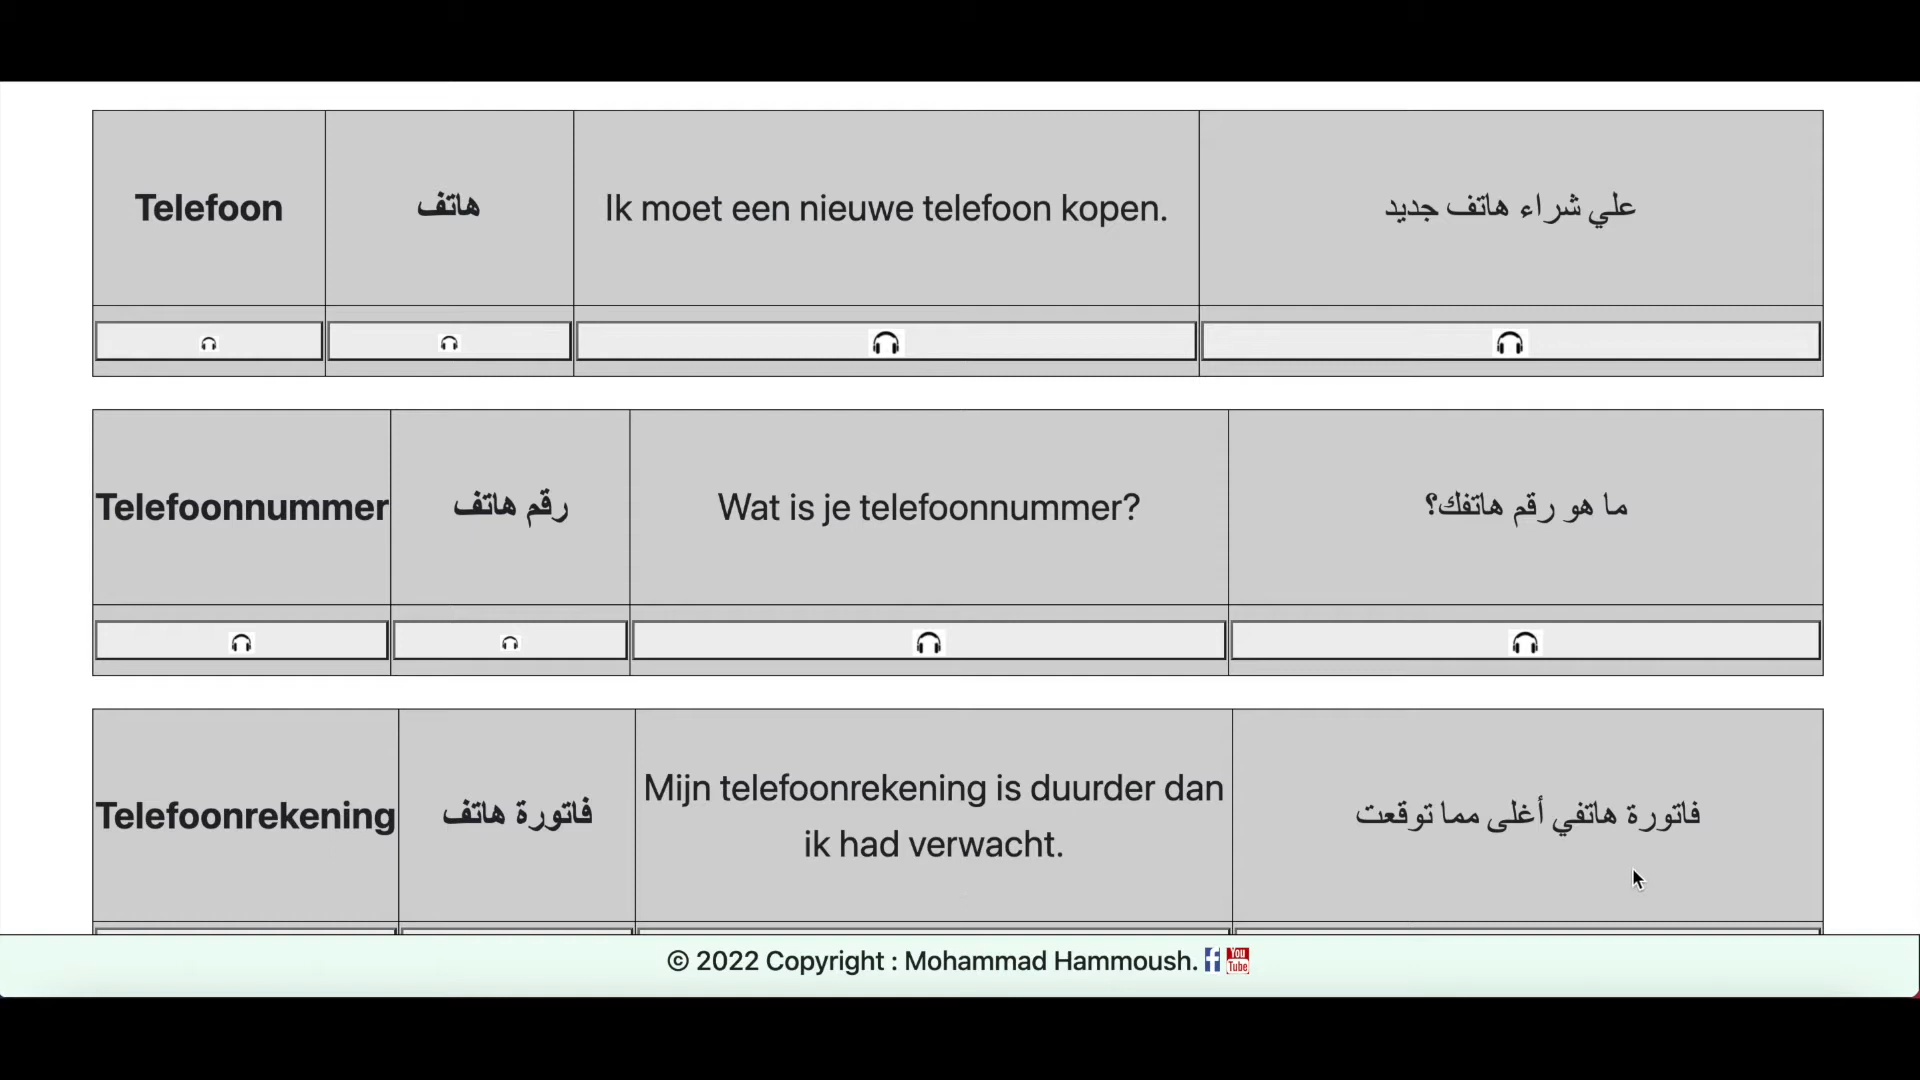 Telefoon
هاتف
Ik moet een nieuwe telefoon kopen.
علي شراء هاتف جديد
Telefoonnummer
رقم هاتف
Wat is je telefoonnummer?
ما هو رقم هاتفك؟
Telefoonrekening
فاتورة هاتف
Mijn telefoonrekening is duurder dan
ik had verwacht.
فاتورة هاتفي أغلى مما توقعت
© 2022 Copyright : Mohammad Hammoush. f You Tube